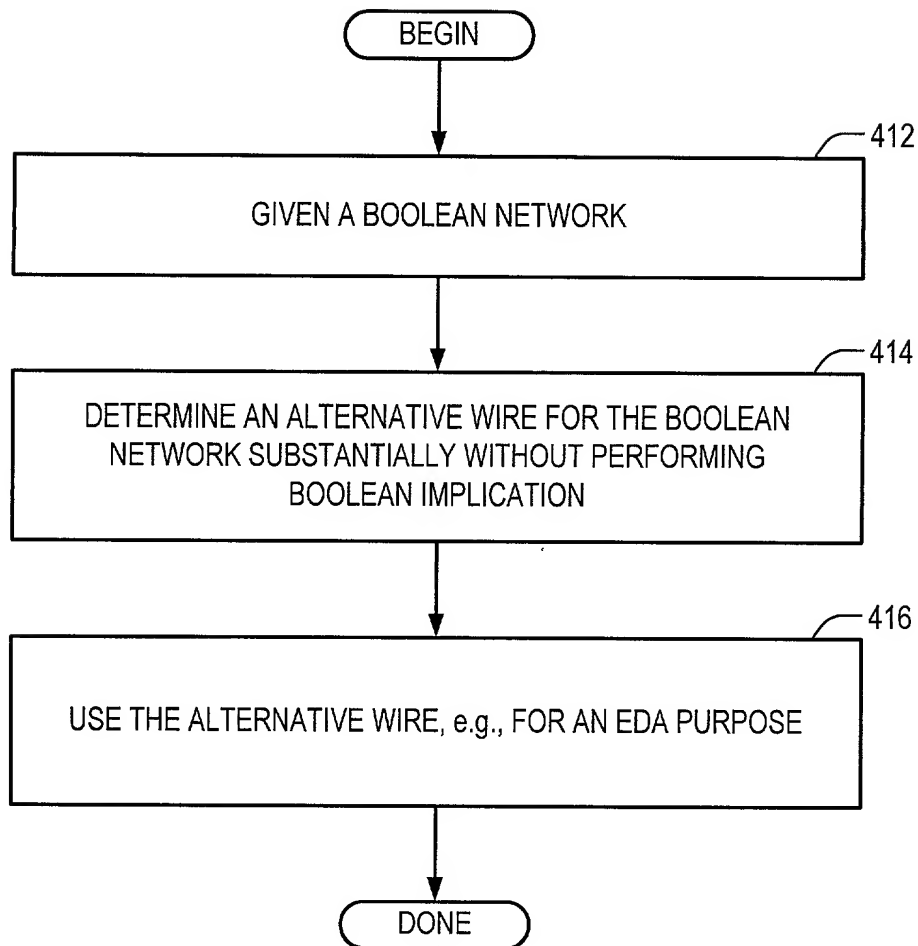 BEGIN
412
GIVEN A BOOLEAN NETWORK
414
DETERMINE AN ALTERNATIVE WIRE FOR THE BOOLEAN
NETWORK SUBSTANTIALLY WITHOUT PERFORMING
BOOLEAN IMPLICATION
416
USE THE ALTERNATIVE WIRE, e.g., FOR AN EDA PURPOSE
DONE